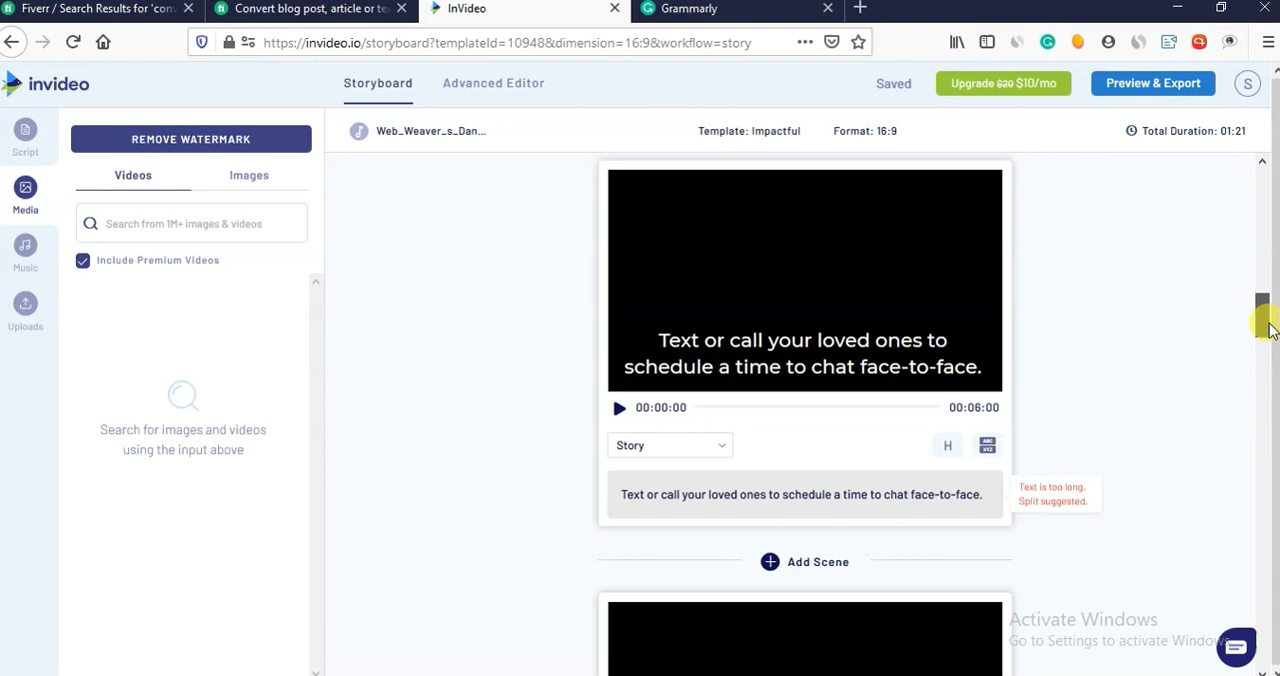 Fiverr / Search Results for 'conv
Convert blog post, article or te
InVideo
Grammarly
https://invideo.io/storyboard?templateId=10948&dimension=16:9&workflow=story
invideo
Storyboard
Advanced Editor
Saved
Upgrade $20 $10/mo
Preview & Export
S
Script
Media
Music
Uploads
REMOVE WATERMARK
Videos
Images
Search from 1M+ images & videos
Include Premium Videos
Search for images and videos
using the input above
Web_Weaver_s_Dan...
Template: Impactful
Format: 16:9
Total Duration: 01:21
Text or call your loved ones to
schedule a time to chat face-to-face.
00:00:00
00:06:00
Story
H
ABC
XYZ
Text or call your loved ones to schedule a time to chat face-to-face.
Text is too long.
Split suggested.
Add Scene
Activate Windows
Go to Settings to activate Windows.